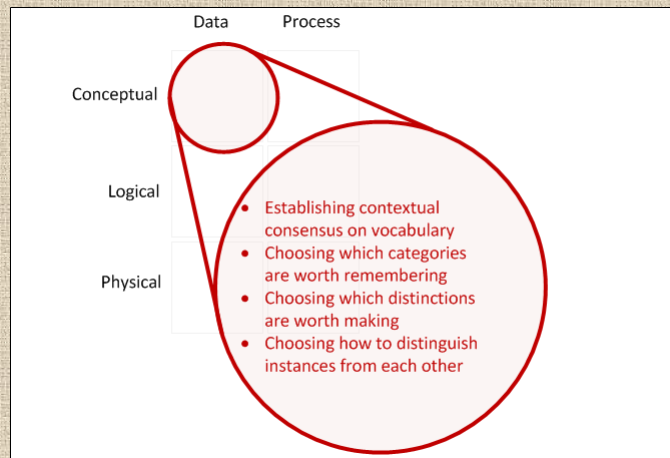 Data Process
Conceptual
Logical
• Establishing contextual
consensus on vocabulary
• Choosing which categories
are worth remembering
Physical
• Choosing which distinctions
are worth making
• Choosing how to distinguish
instances from each other